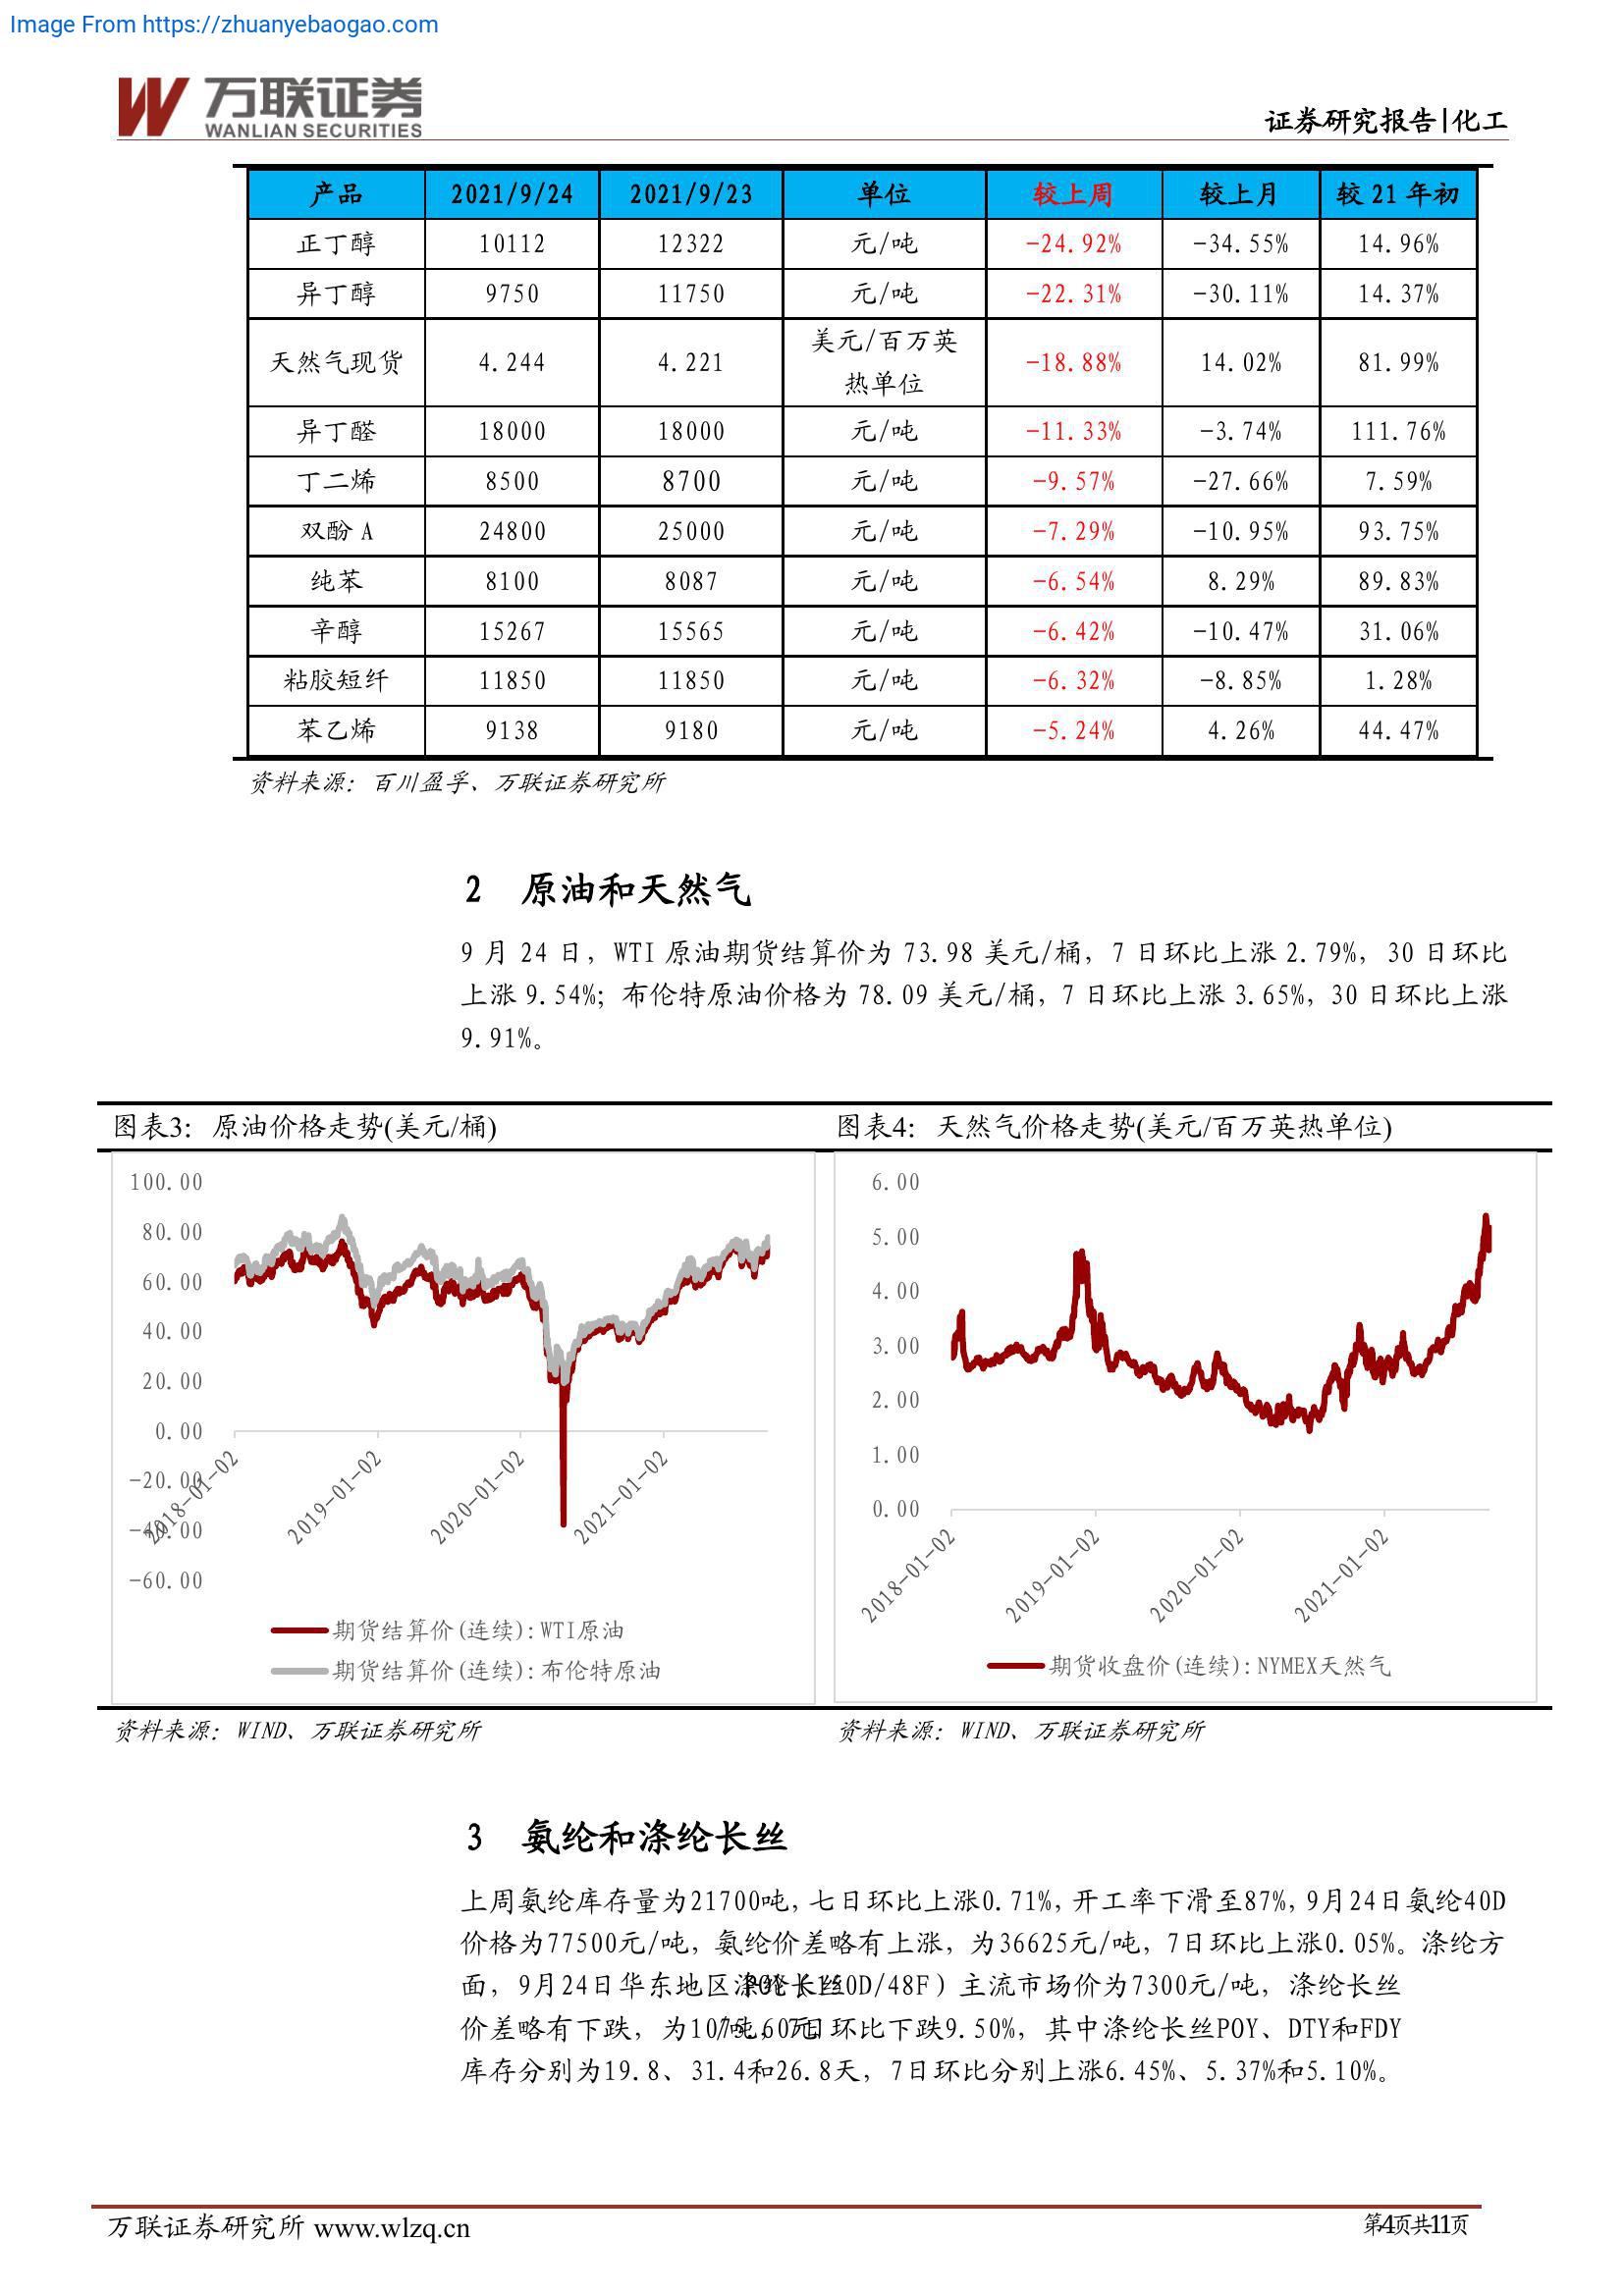 Image From https://zhuanyebaogao.com
万联证券
WANLIAN SECURITIES
证券研究报告|化工
产品 2021/9/24 2021/9/23 单位 较上周 较上月 较 21 年初
正丁醇 10112 12322 元/吨 -24.92% -34.55% 14.96%
异丁醇 9750 11750 元/吨 -22.31% -30.11% 14.37%
天然气现货 4.244 4.221 美元/百万英热单位 -18.88% 14.02% 81.99%
异丁醛 18000 18000 元/吨 -11.33% -3.74% 111.76%
丁二烯 8500 8700 元/吨 -9.57% -27.66% 7.59%
双酚 A 24800 25000 元/吨 -7.29% -10.95% 93.75%
纯苯 8100 8087 元/吨 -6.54% 8.29% 89.83%
辛醇 15267 15565 元/吨 -6.42% -10.47% 31.06%
粘胶短纤 11850 11850 元/吨 -6.32% -8.85% 1.28%
苯乙烯 9138 9180 元/吨 -5.24% 4.26% 44.47%
资料来源：百川盈孚、万联证券研究所
2 原油和天然气
9 月 24 日，WTI 原油期货结算价为 73.98 美元/桶，7 日环比上涨 2.79%，30 日环比
上涨 9.54%；布伦特原油价格为 78.09 美元/桶，7 日环比上涨 3.65%，30 日环比上涨
9.91%。
图表3：原油价格走势(美元/桶)
100.00
80.00
60.00
40.00
20.00
0.00
-20.00
-40.00
-60.00
2018-01-02 2019-01-02 2020-01-02 2021-01-02
期货结算价(连续):WTI原油
期货结算价(连续):布伦特原油
资料来源：WIND、万联证券研究所
图表4：天然气价格走势(美元/百万英热单位)
6.00
5.00
4.00
3.00
2.00
1.00
0.00
2018-01-02 2019-01-02 2020-01-02 2021-01-02
期货收盘价(连续):NYMEX天然气
资料来源：WIND、万联证券研究所
3 氨纶和涤纶长丝
上周氨纶库存量为21700吨，七日环比上涨0.71%，开工率下滑至87%，9月24日氨纶40D
价格为77500元/吨，氨纶价差略有上涨，为36625元/吨，7日环比上涨0.05%。涤纶方
面，9月24日华东地区涤纶长丝 POY（150D/48F）主流市场价为7300元/吨，涤纶长丝
价差略有下跌，为1075.60元/吨，7日环比下跌9.50%，其中涤纶长丝POY、DTY和FDY
库存分别为19.8、31.4和26.8天，7日环比分别上涨6.45%、5.37%和5.10%。
万联证券研究所 www.wlzq.cn
第4页共11页